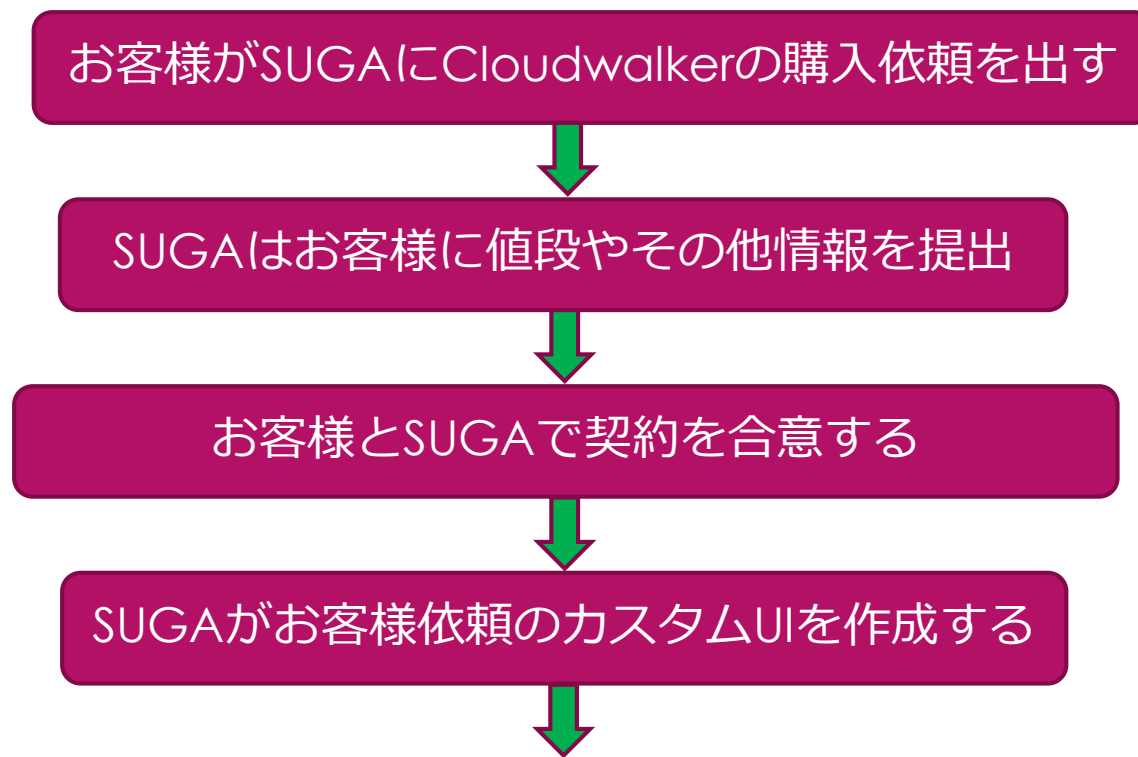 お客様がSUGAにCloudwalkerの購入依頼を出す
SUGAはお客様に値段やその他情報を提出
お客様とSUGAで契約を合意する
SUGAがお客様依頼のカスタムUIを作成する